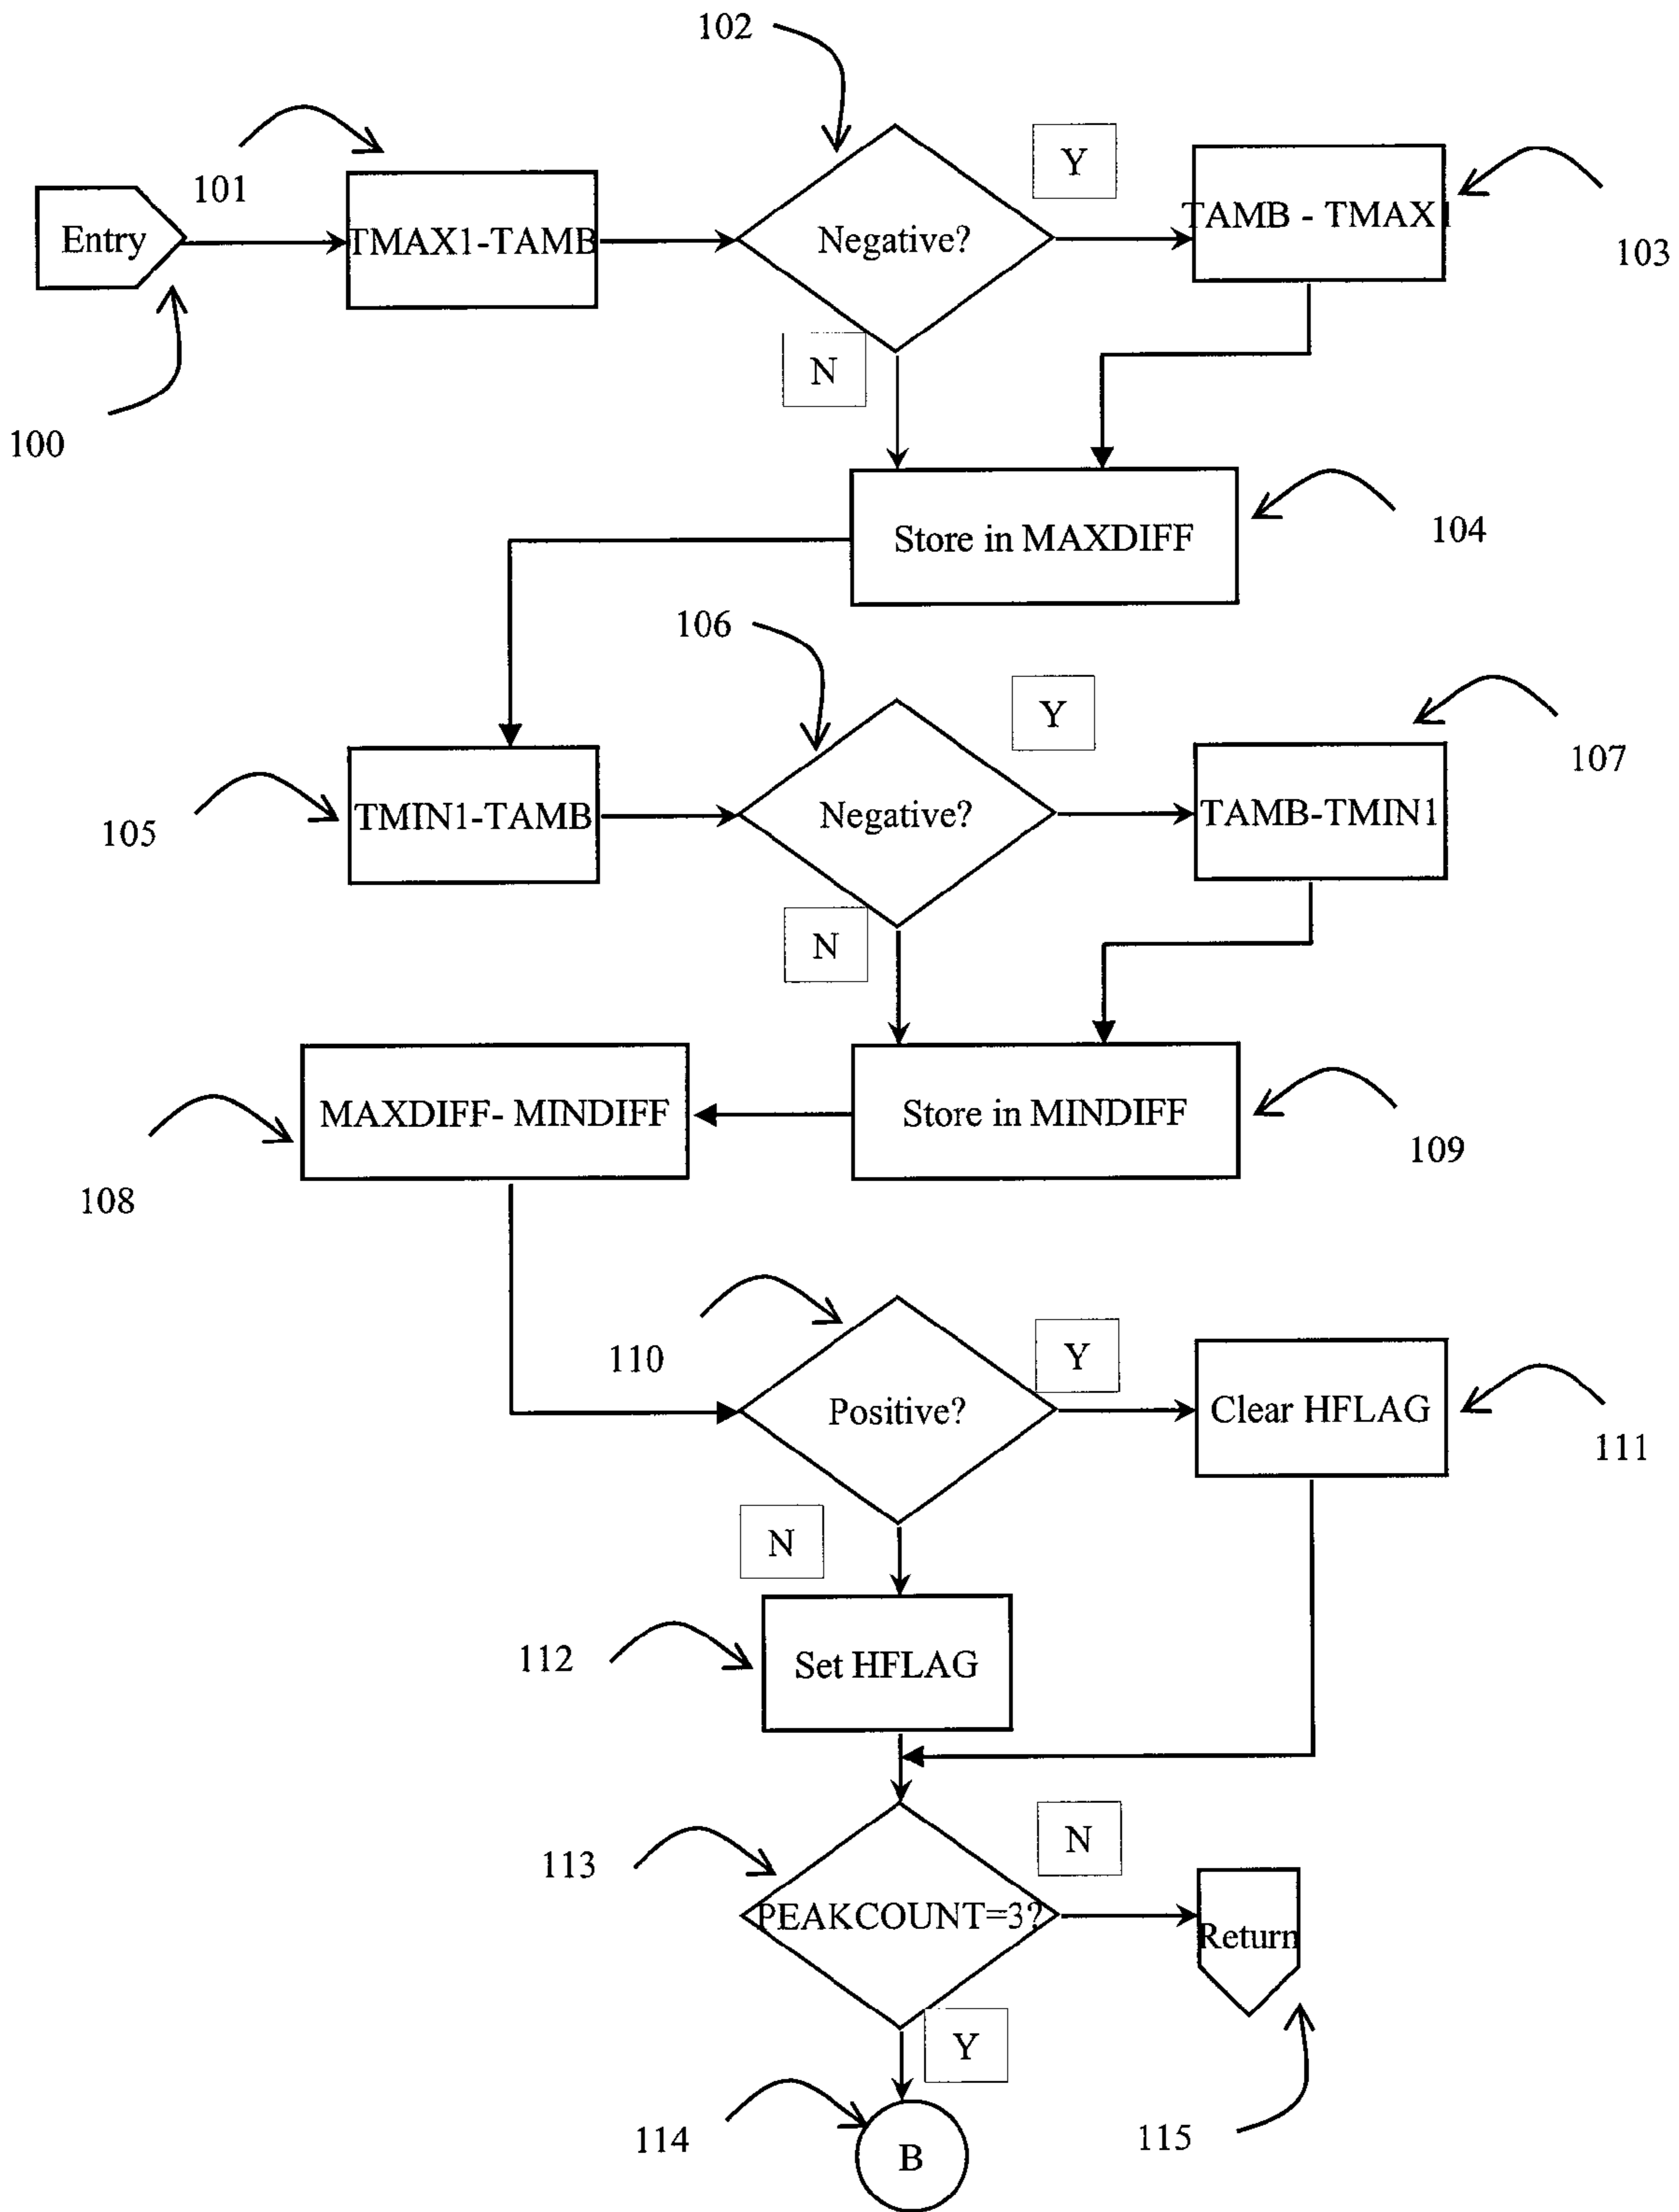 102
Y
101
Entry
TMAX1-TAMB
Negative?
TAMB - TMAX1
103
N
100
Store in MAXDIFF
104
106
Y
107
105
TMIN1-TAMB
Negative?
TAMB-TMIN1
N
MAXDIFF- MINDIFF
Store in MINDIFF
109
108
110
Y
Positive?
Clear HFLAG
111
N
112
Set HFLAG
113
N
PEAKCOUNT=3?
Return
Y
114
115
B